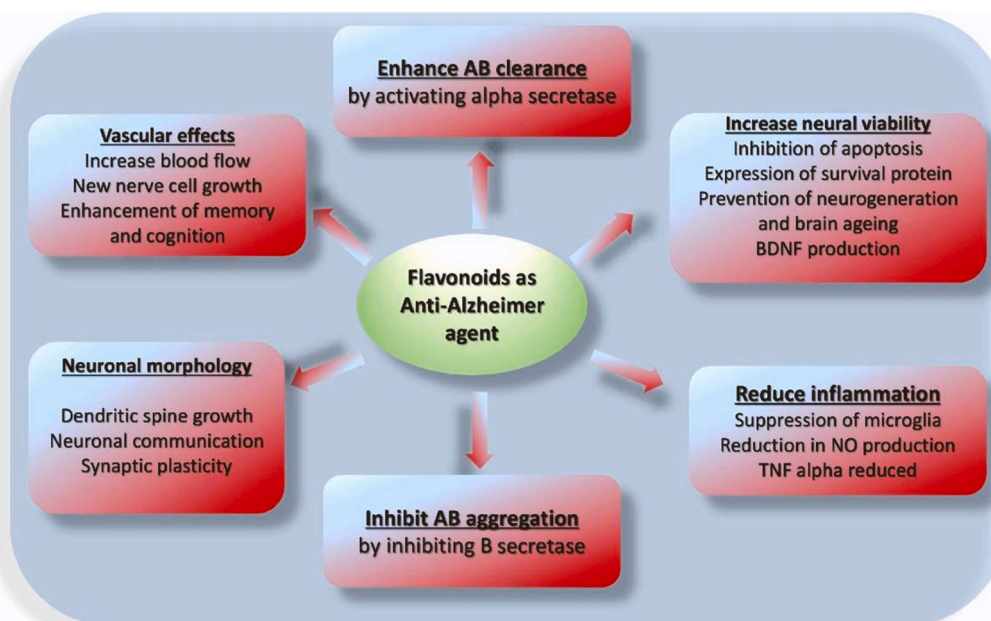 Enhance AB clearance
by activating alpha secretase
Vascular effects
Increase blood flow
New nerve cell growth
Enhancement of memory
and cognition
Increase neural viability
Inhibition of apoptosis
Expression of survival protein
Prevention of neurogeneration
and brain ageing
BDNF production
Flavonoids as
Anti-Alzheimer
agent
Neuronal morphology
Dendritic spine growth
Neuronal communication
Synaptic plasticity
Reduce inflammation
Suppression of microglia
Reduction in NO production
TNF alpha reduced
Inhibit AB aggregation
by inhibiting B secretase